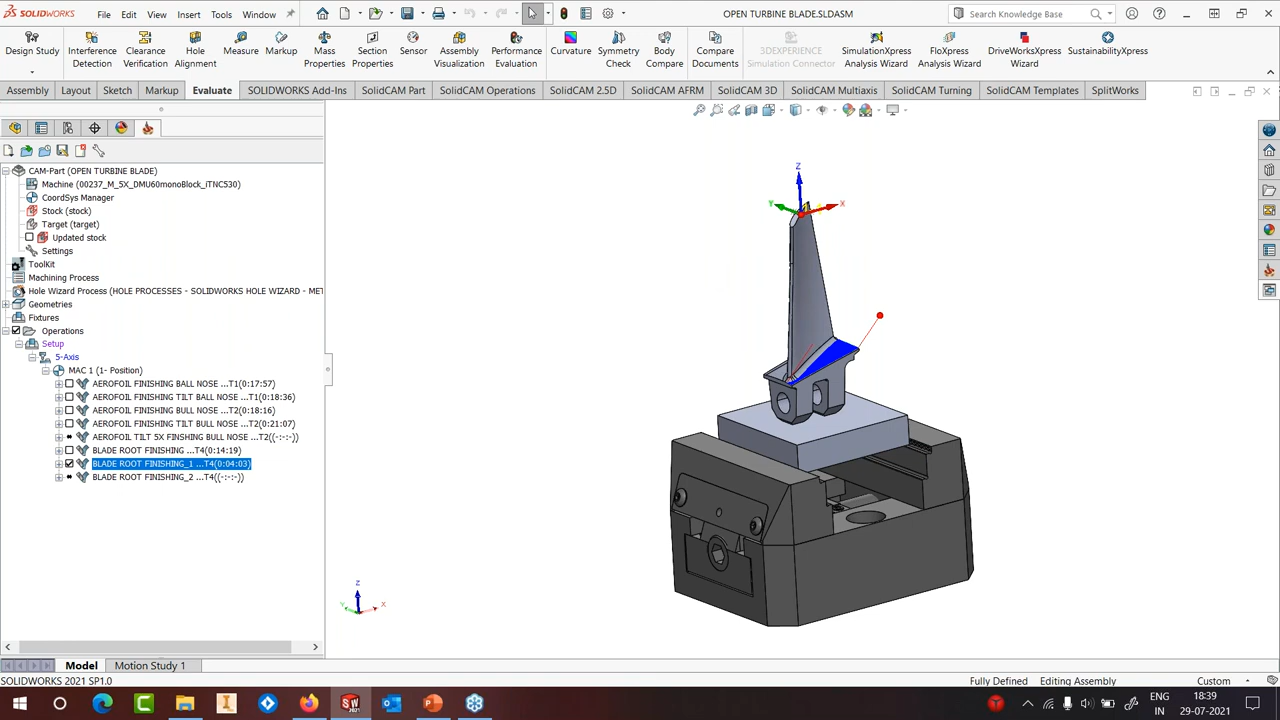 SOLIDWORKS File Edit View Insert Tools Window OPEN TURBINE BLADE.SLDASM Search Knowledge Base
Design Study Interference Detection Clearance Verification Hole Alignment Measure Markup Mass Properties Section Properties Sensor Assembly Visualization Performance Evaluation Curvature Symmetry Check Body Compare Compare Documents 3DEXPERIENCE Simulation Connector SimulationXpress Analysis Wizard FloXpress Analysis Wizard DriveWorksXpress Wizard SustainabilityXpress
Assembly Layout Sketch Markup Evaluate SOLIDWORKS Add-Ins SolidCAM Part SolidCAM Operations SolidCAM 2.5D SolidCAM AFRM SolidCAM 3D SolidCAM Multiaxis SolidCAM Turning SolidCAM Templates SplitWorks
CAM-Part (OPEN TURBINE BLADE)
Machine (00237_M_5X_DMU60monoBlock_iTNC530)
CoordSys Manager
Stock (stock)
Target (target)
Updated stock
Settings
ToolKit
Machining Process
Hole Wizard Process (HOLE PROCESSES - SOLIDWORKS HOLE WIZARD - MET
Geometries
Fixtures
Operations
Setup
5-Axis
MAC 1 (1- Position)
AEROFOIL FINISHING BALL NOSE ...T1(0:17:57)
AEROFOIL FINISHING TILT BALL NOSE ...T1(0:18:36)
AEROFOIL FINISHING BULL NOSE ...T2(0:18:16)
AEROFOIL FINISHING TILT BULL NOSE ...T2(0:21:07)
AEROFOIL TILT 5X FINSHING BULL NOSE ...T2((-:-:-))
BLADE ROOT FINISHING ...T4(0:14:19)
BLADE ROOT FINISHING_1 ...T4(0:04:03)
BLADE ROOT FINISHING_2 ...T4((-:-:-))
Z
Y X
Z
Y X
Model Motion Study 1
SOLIDWORKS 2021 SP1.0 Fully Defined Editing Assembly Custom
ENG 18:39
IN 29-07-2021